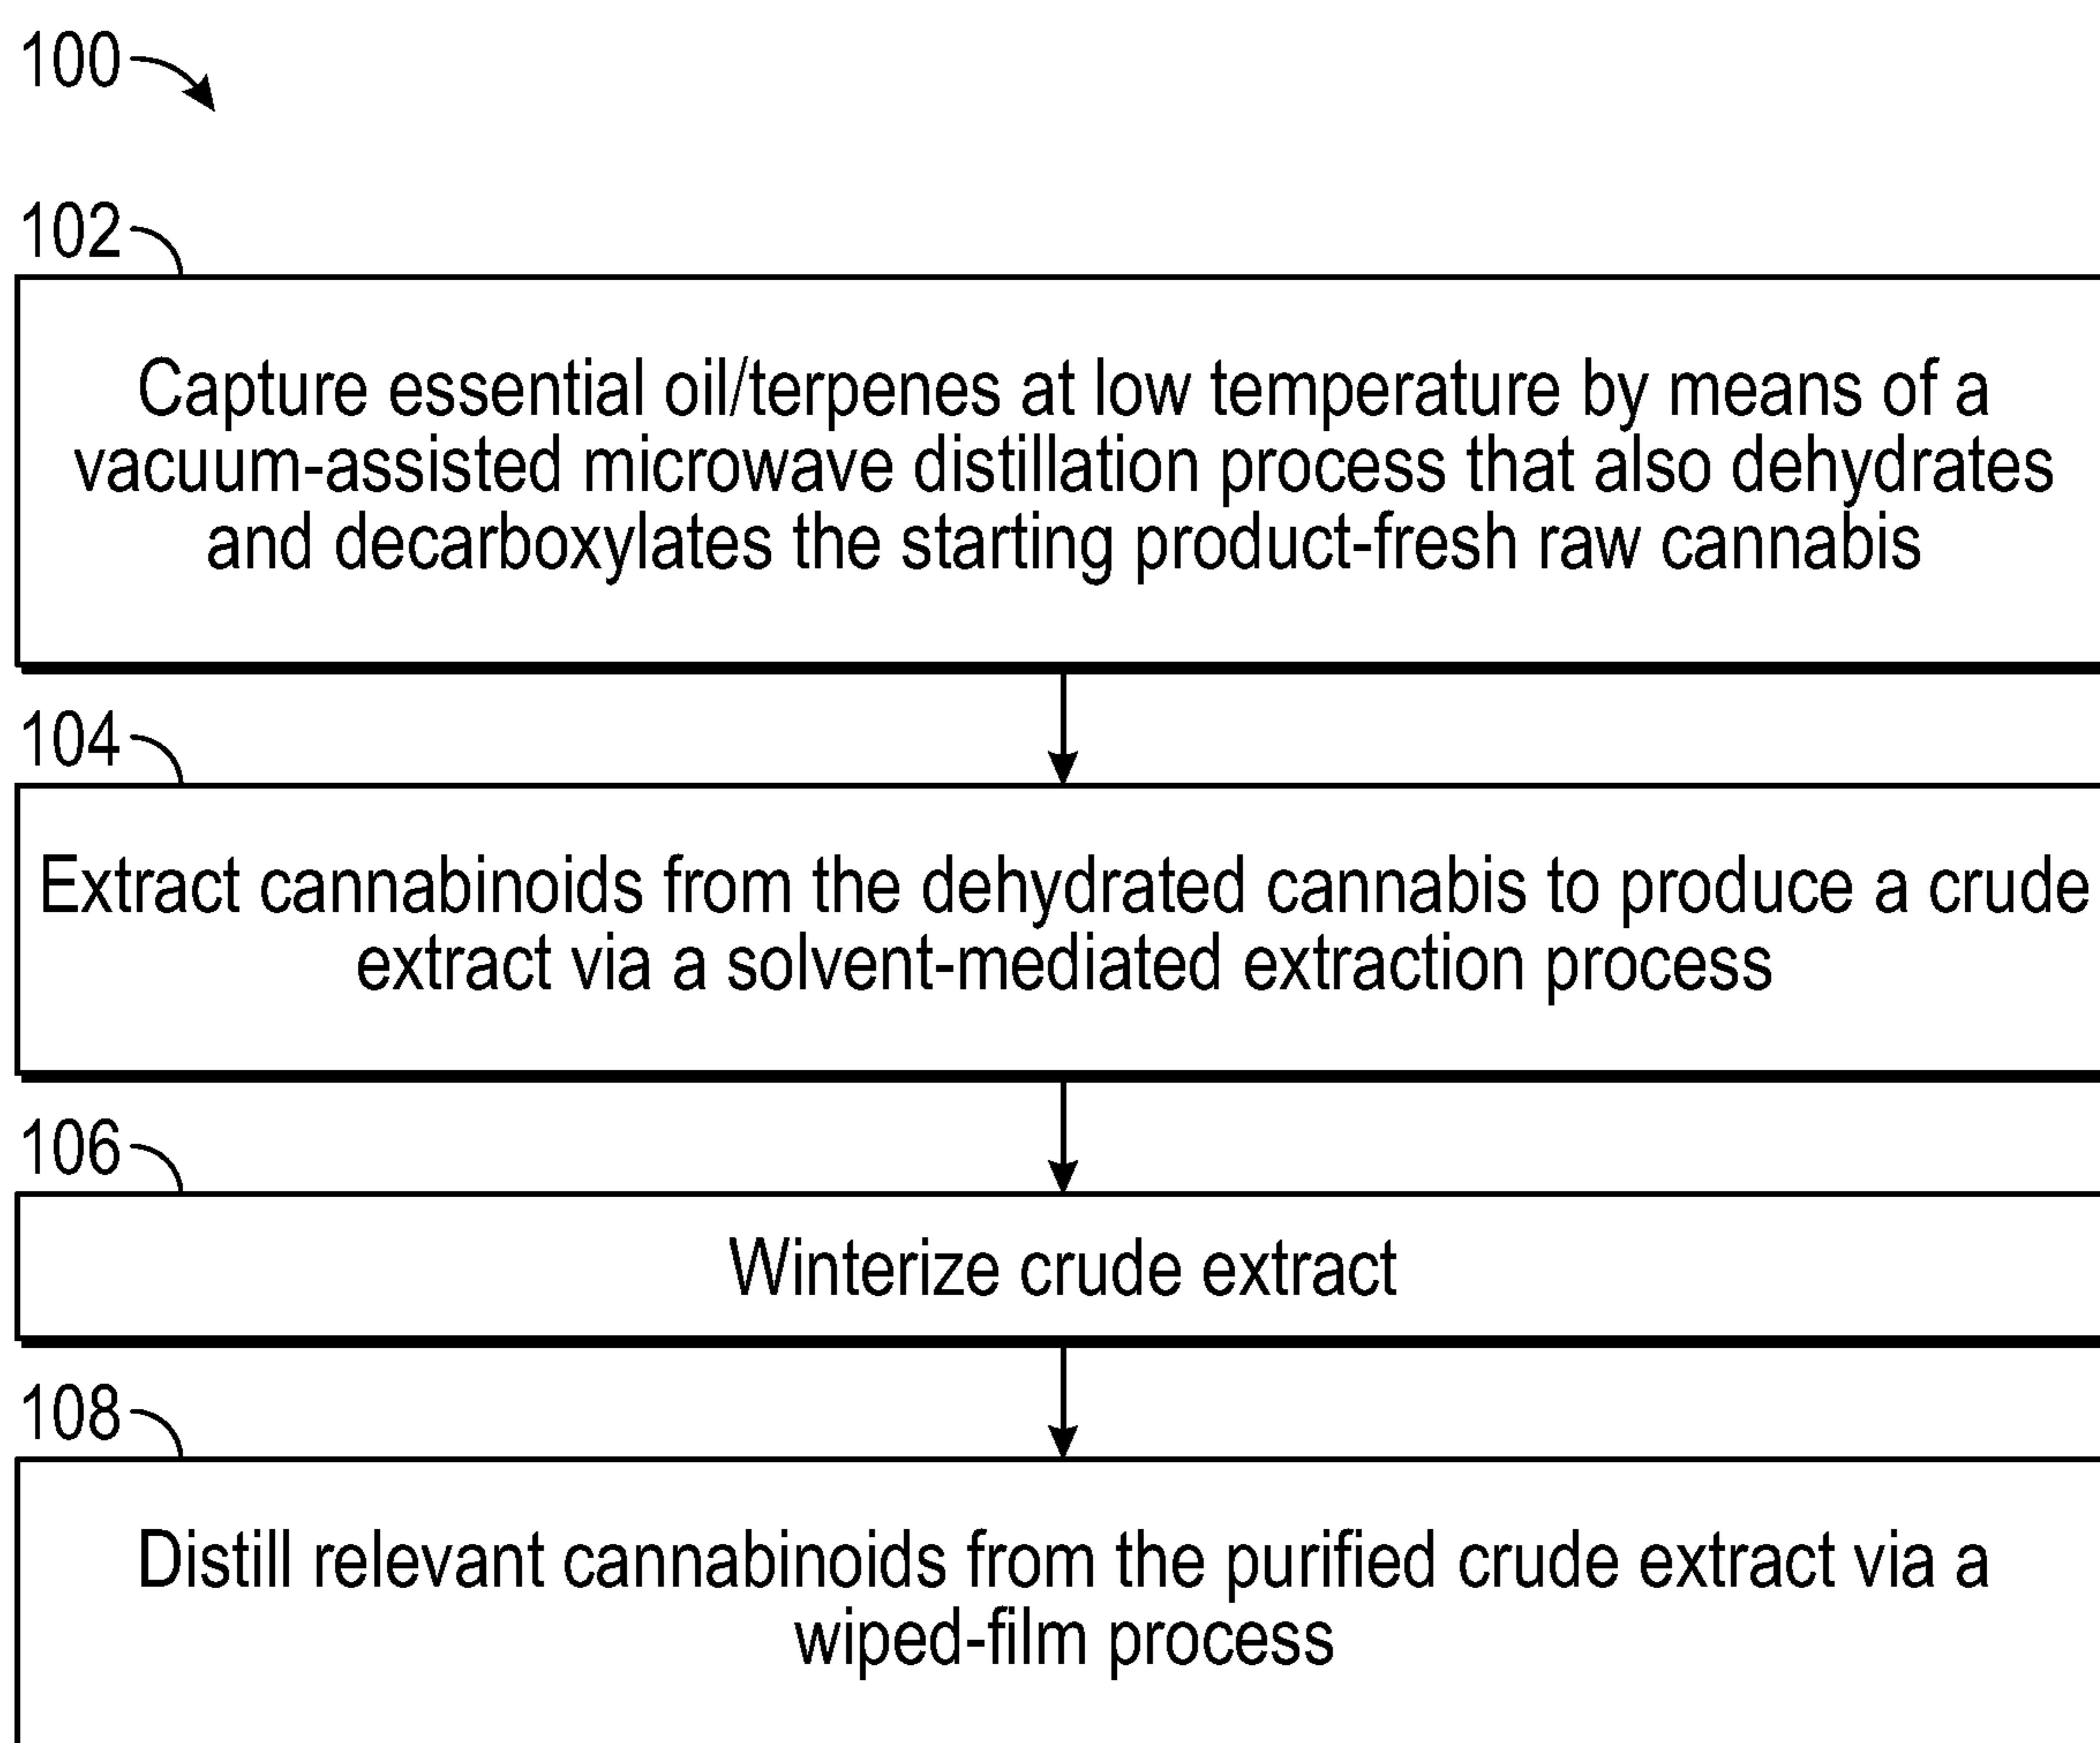 100
102
Capture essential oil/terpenes at low temperature by means of a
vacuum-assisted microwave distillation process that also dehydrates
and decarboxylates the starting product-fresh raw cannabis
104
Extract cannabinoids from the dehydrated cannabis to produce a crude
extract via a solvent-mediated extraction process
106
Winterize crude extract
108
Distill relevant cannabinoids from the purified crude extract via a
wiped-film process